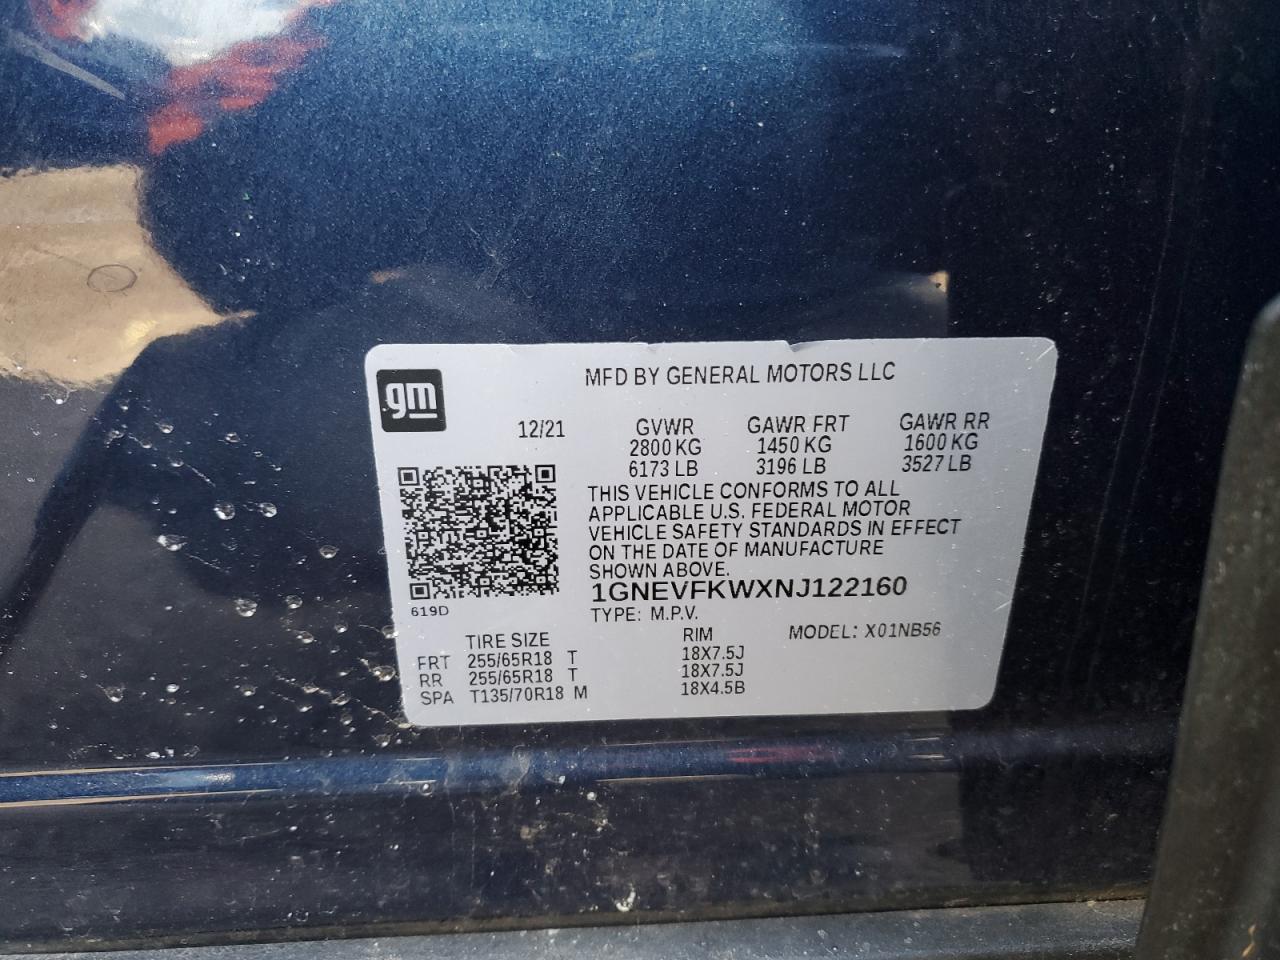 gm
MFD BY GENERAL MOTORS LLC
12/21 GVWR GAWR FRT GAWR RR
2800 KG 1450 KG 1600 KG
6173 LB 3196 LB 3527 LB
THIS VEHICLE CONFORMS TO ALL
APPLICABLE U.S. FEDERAL MOTOR
VEHICLE SAFETY STANDARDS IN EFFECT
ON THE DATE OF MANUFACTURE
SHOWN ABOVE.
1GNEVFKWXNJ122160
619D TYPE: M.P.V.
TIRE SIZE RIM MODEL: X01NB56
FRT 255/65R18 T 18X7.5J
RR 255/65R18 T 18X7.5J
SPA T135/70R18 M 18X4.5B